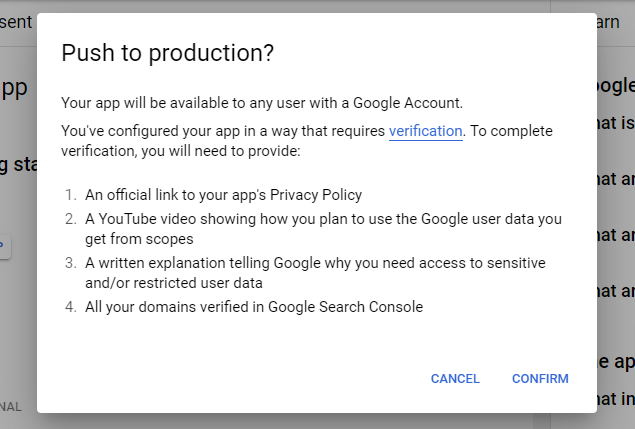 sent
arn
Push to production?
pp
Your app will be available to any user with a Google Account.
You've configured your app in a way that requires verification. To complete
verification, you will need to provide:
1. An official link to your app's Privacy Policy
2. A YouTube video showing how you plan to use the Google user data you
get from scopes
3. A written explanation telling Google why you need access to sensitive
and/or restricted user data
4. All your domains verified in Google Search Console
CANCEL
CONFIRM
g sta
NAL
oogle
hat is
hat ar
hat ar
hat ar
e ap
hat in